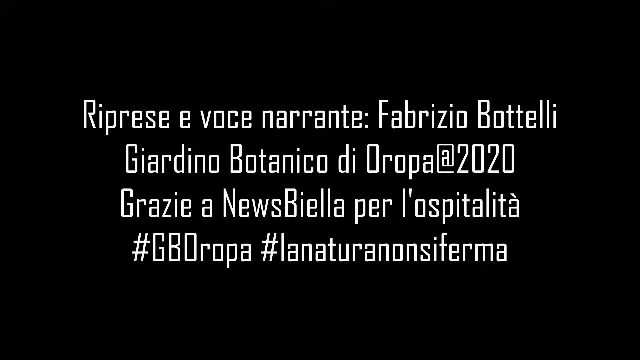 Riprese e voce narrante: Fabrizio Bottelli
Giardino Botanico di Oropa@2020
Grazie a NewsBiella per l'ospitalità
#GBOropa #lanaturanonsiferma